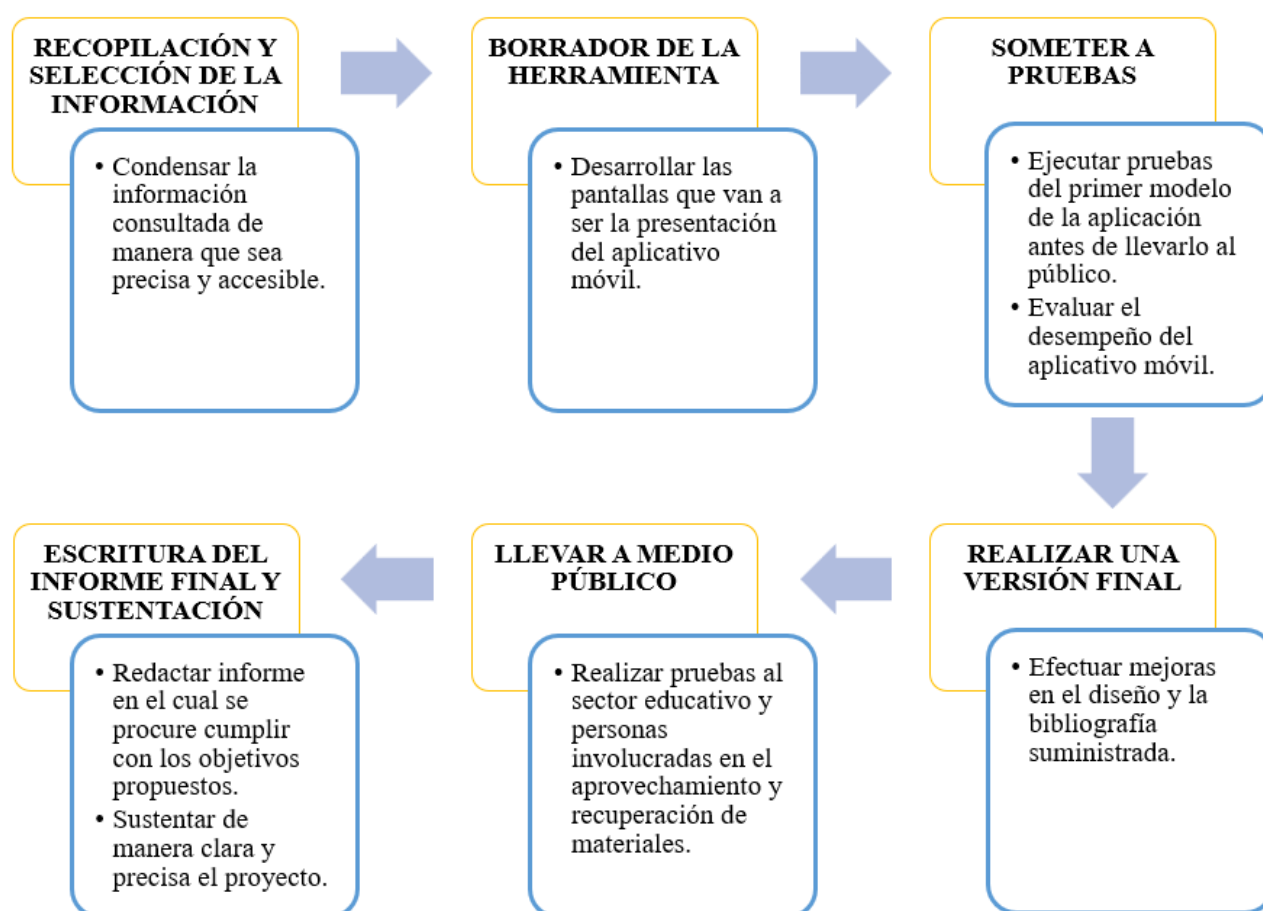 RECOPILACIÓN Y
SELECCIÓN DE LA
INFORMACIÓN
• Condensar la
información
consultada de
manera que sea
precisa y accesible.
BORRADOR DE LA
HERRAMIENTA
• Desarrollar las
pantallas que van a
ser la presentación
del aplicativo
móvil.
SOMETER A
PRUEBAS
• Ejecutar pruebas
del primer modelo
de la aplicación
antes de llevarlo al
público.
• Evaluar el
desempeño del
aplicativo móvil.
REALIZAR UNA
VERSIÓN FINAL
• Efectuar mejoras
en el diseño y la
bibliografía
suministrada.
LLEVAR A MEDIO
PÚBLICO
• Realizar pruebas al
sector educativo y
personas
involucradas en el
aprovechamiento y
recuperación de
materiales.
ESCRITURA DEL
INFORME FINAL Y
SUSTENTACIÓN
• Redactar informe
en el cual se
procure cumplir
con los objetivos
propuestos.
• Sustentar de
manera clara y
precisa el proyecto.